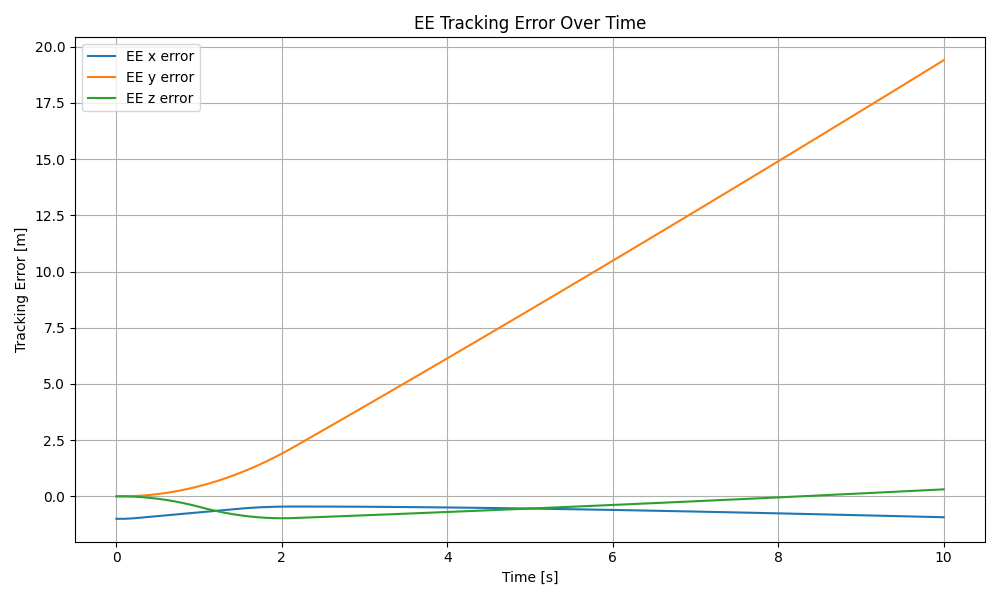 EE Tracking Error Over Time
EE x error
EE y error
EE z error
Tracking Error [m]
20.0
17.5
15.0
12.5
10.0
7.5
5.0
2.5
0.0
0 2 4 6 8 10
Time [s]